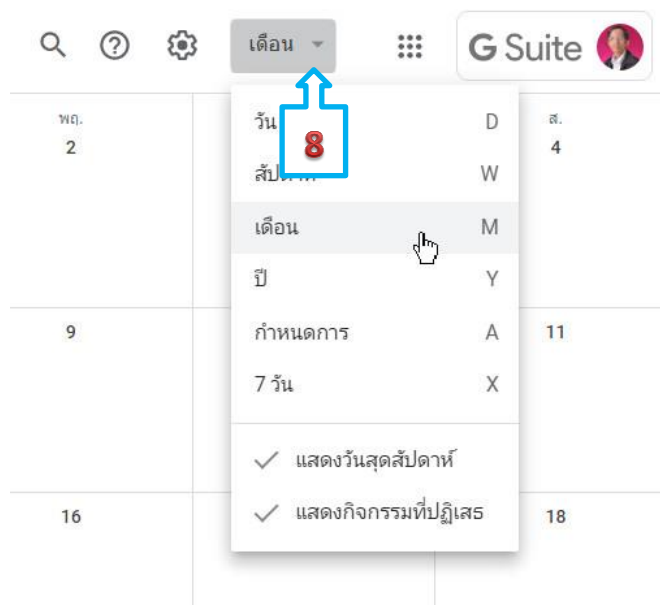 เดือน
G Suite
พฤ.
2
ส.
4
8
วัน D
W
เดือน M
ปี Y
กำหนดการ A
9
11
7 วัน X
แสดงวันสุดสัปดาห์
แสดงกิจกรรมที่ปฏิเสธ
16
18